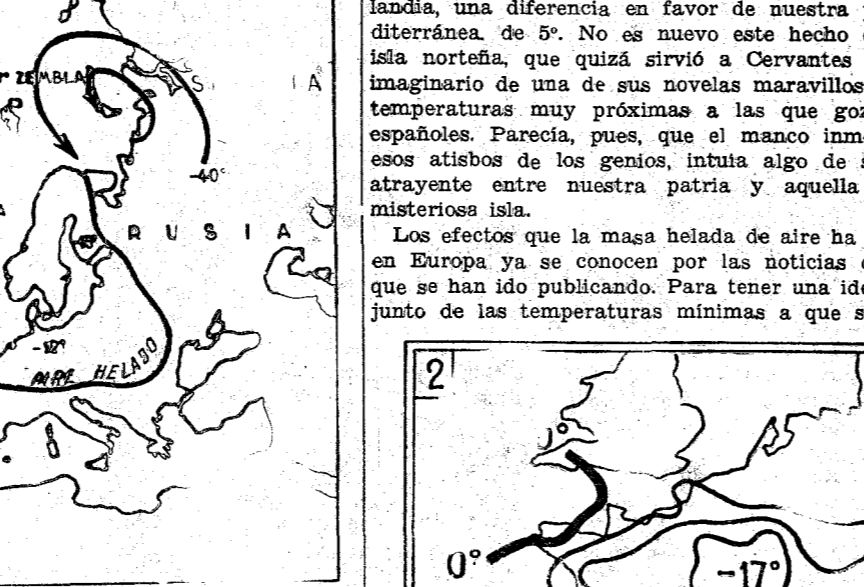 ZEMBLA
S I A
-40°
R U S I A
HELADO
landia, una diferencia en favor de nuestra
diterránea de 5º. No es nuevo este hecho
isla norteña, que quizá sirvió a Cervantes
imaginario de una de sus novelas maravillos
temperaturas muy próximas a las que goz
españoles. Parecía, pues, que el manco inm
esos atisbos de los genios, intuia algo de
atrayente entre nuestra patria y aquella
misteriosa isla.
Los efectos que la masa helada de aire ha
en Europa ya se conocen por las noticias
que se han ido publicando. Para tener una ide
junto de las temperaturas mínimas a que s
2
0°
-17°